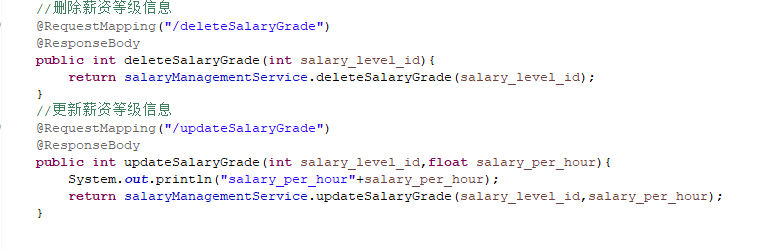 //删除薪资等级信息
@RequestMapping("/deleteSalaryGrade")
@ResponseBody
public int deleteSalaryGrade(int salary_level_id){
    return salaryManagementService.deleteSalaryGrade(salary_level_id);
}
//更新薪资等级信息
@RequestMapping("/updateSalaryGrade")
@ResponseBody
public int updateSalaryGrade(int salary_level_id,float salary_per_hour){
    System.out.println("salary_per_hour"+salary_per_hour);
    return salaryManagementService.updateSalaryGrade(salary_level_id,salary_per_hour);
}